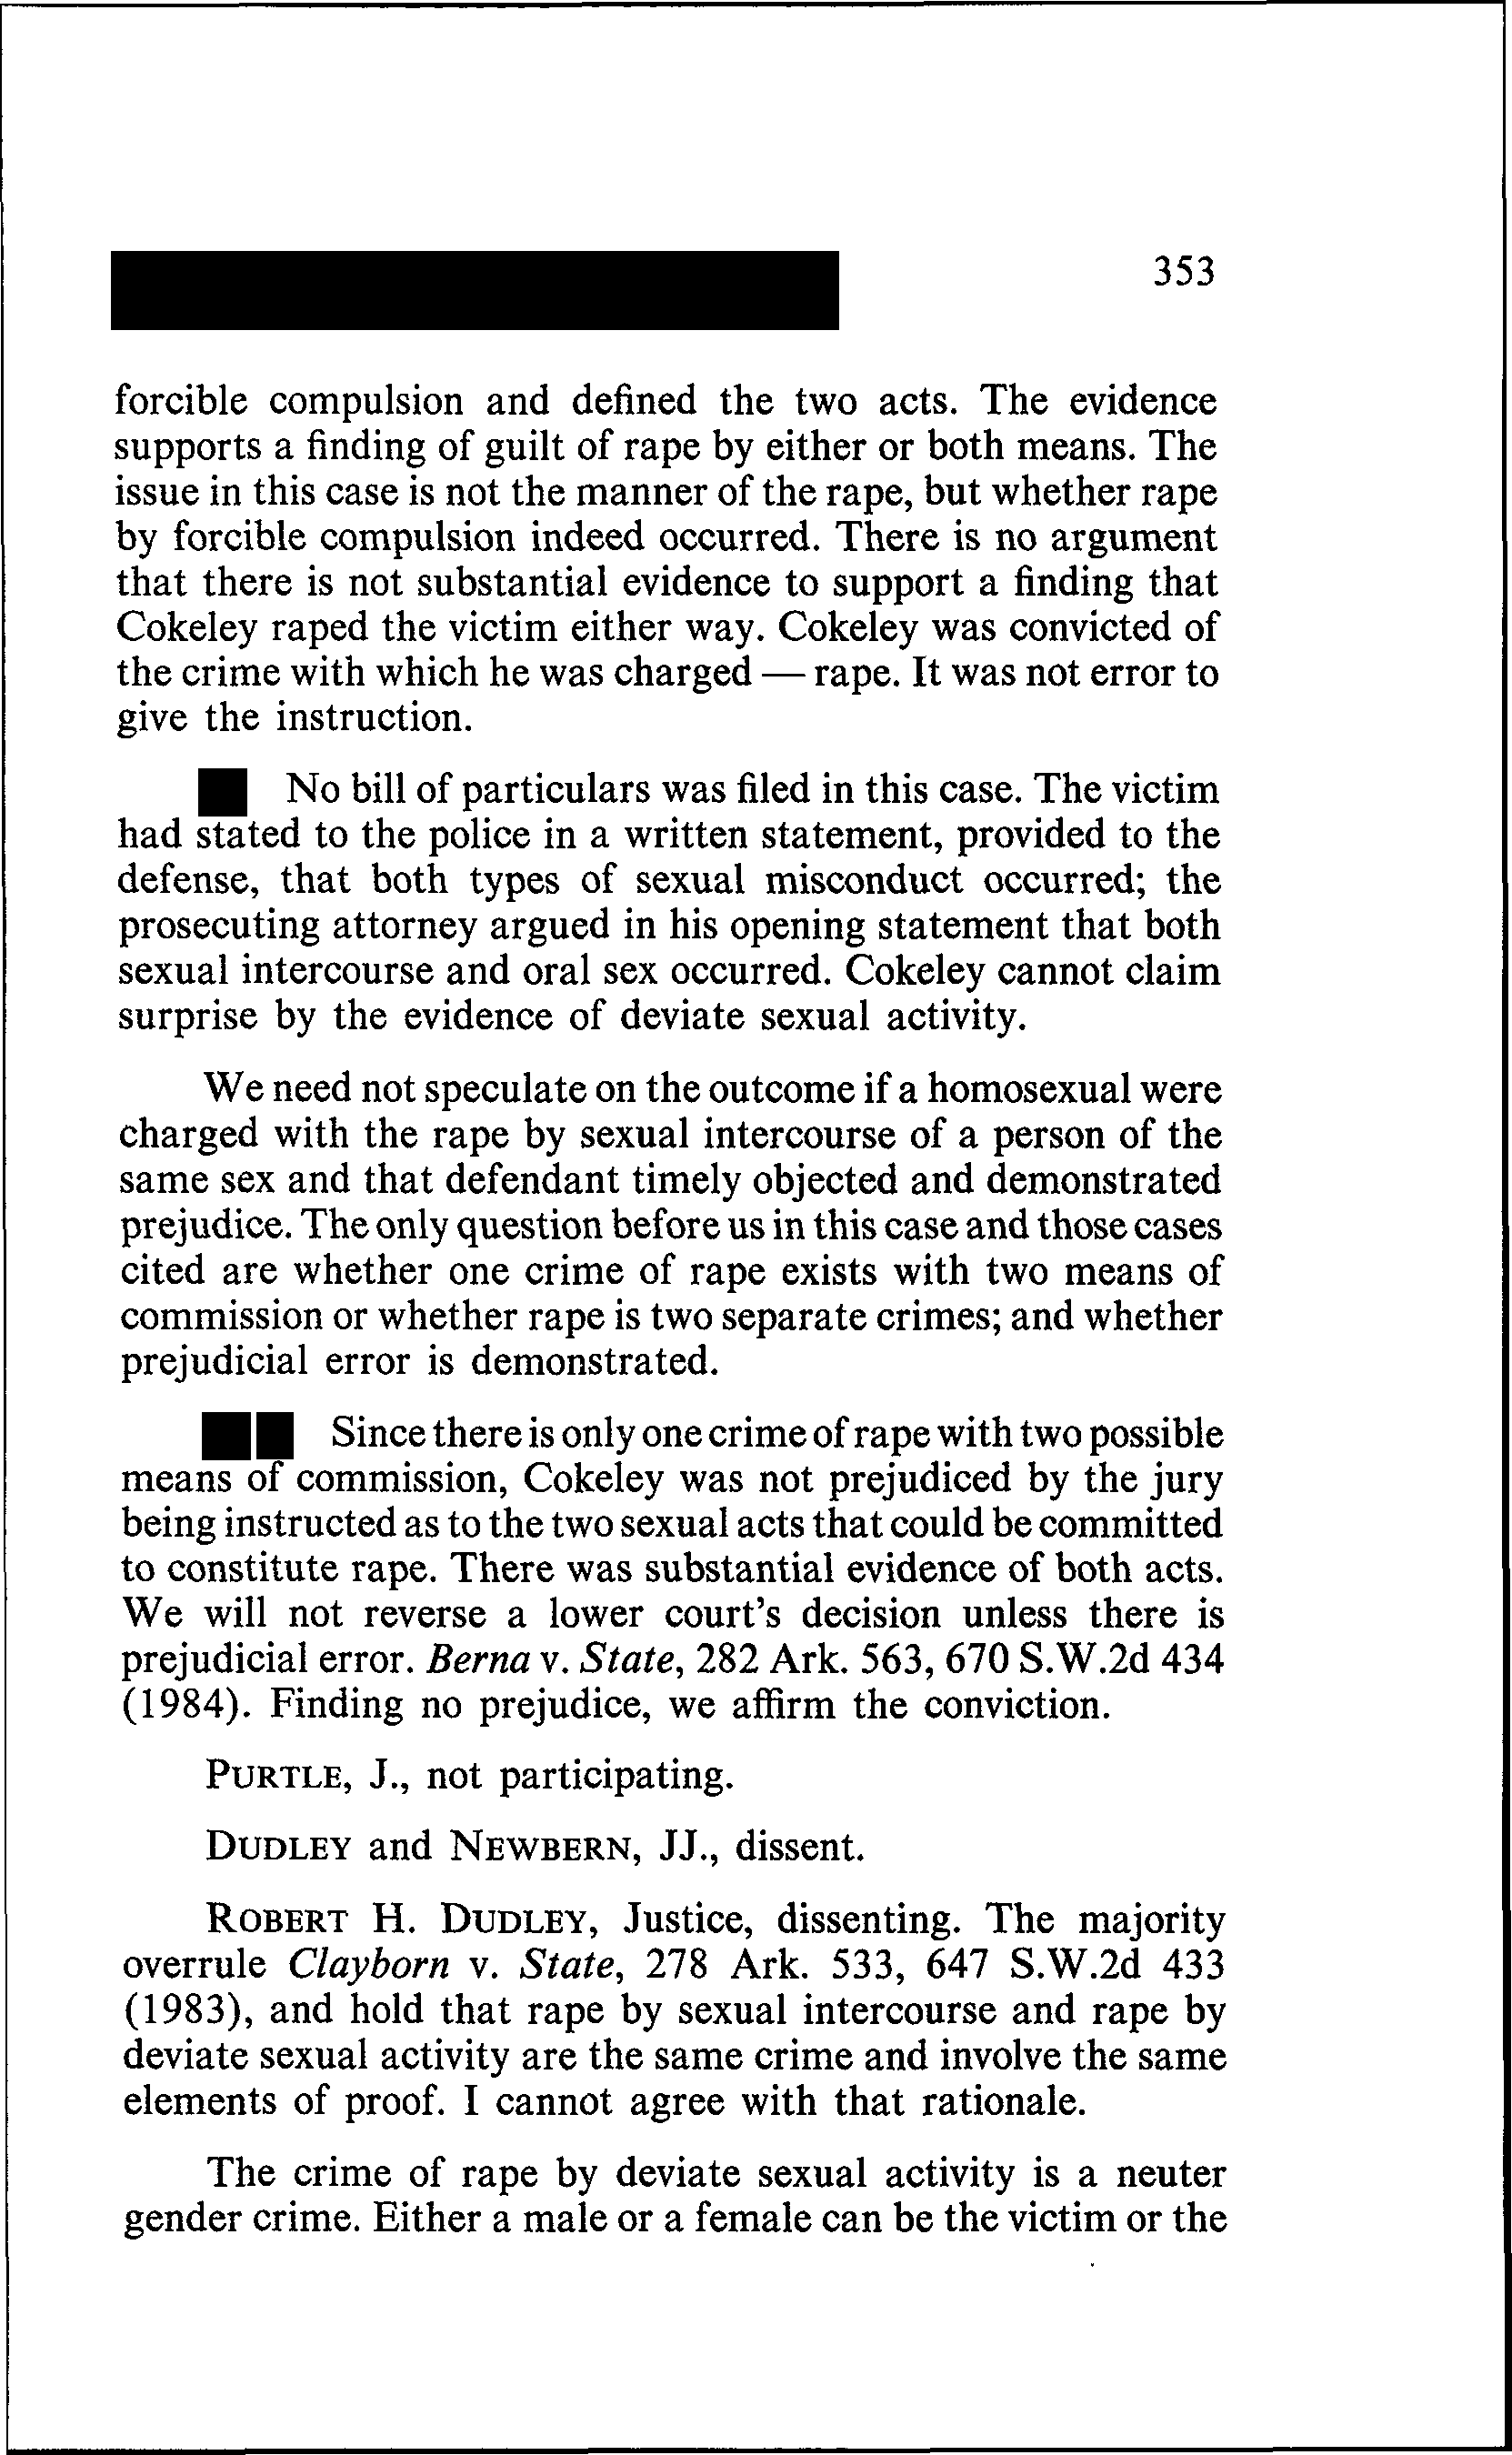 353
forcible compulsion and defined the two acts. The evidence
supports a finding of guilt of rape by either or both means. The
issue in this case is not the manner of the rape, but whether rape
by forcible compulsion indeed occurred. There is no argument
that there is not substantial evidence to support a finding that
Cokeley raped the victim either way. Cokeley was convicted of
the crime with which he was charged — rape. It was not error to
give the instruction.
No bill of particulars was filed in this case. The victim
had stated to the police in a written statement, provided to the
defense, that both types of sexual misconduct occurred; the
prosecuting attorney argued in his opening statement that both
sexual intercourse and oral sex occurred. Cokeley cannot claim
surprise by the evidence of deviate sexual activity.
We need not speculate on the outcome if a homosexual were
charged with the rape by sexual intercourse of a person of the
same sex and that defendant timely objected and demonstrated
prejudice. The only question before us in this case and those cases
cited are whether one crime of rape exists with two means of
commission or whether rape is two separate crimes; and whether
prejudicial error is demonstrated.
Since there is only one crime of rape with two possible
means of commission, Cokeley was not prejudiced by the jury
being instructed as to the two sexual acts that could be committed
to constitute rape. There was substantial evidence of both acts.
We will not reverse a lower court's decision unless there is
prejudicial error. Berna v. State, 282 Ark. 563, 670 S.W.2d 434
(1984). Finding no prejudice, we affirm the conviction.
PURTLE, J., not participating.
DUDLEY and NEWBERN, JJ., dissent.
ROBERT H. DUDLEY, Justice, dissenting. The majority
overrule Clayborn v. State, 278 Ark. 533, 647 S.W.2d 433
(1983), and hold that rape by sexual intercourse and rape by
deviate sexual activity are the same crime and involve the same
elements of proof. I cannot agree with that rationale.
The crime of rape by deviate sexual activity is a neuter
gender crime. Either a male or a female can be the victim or the